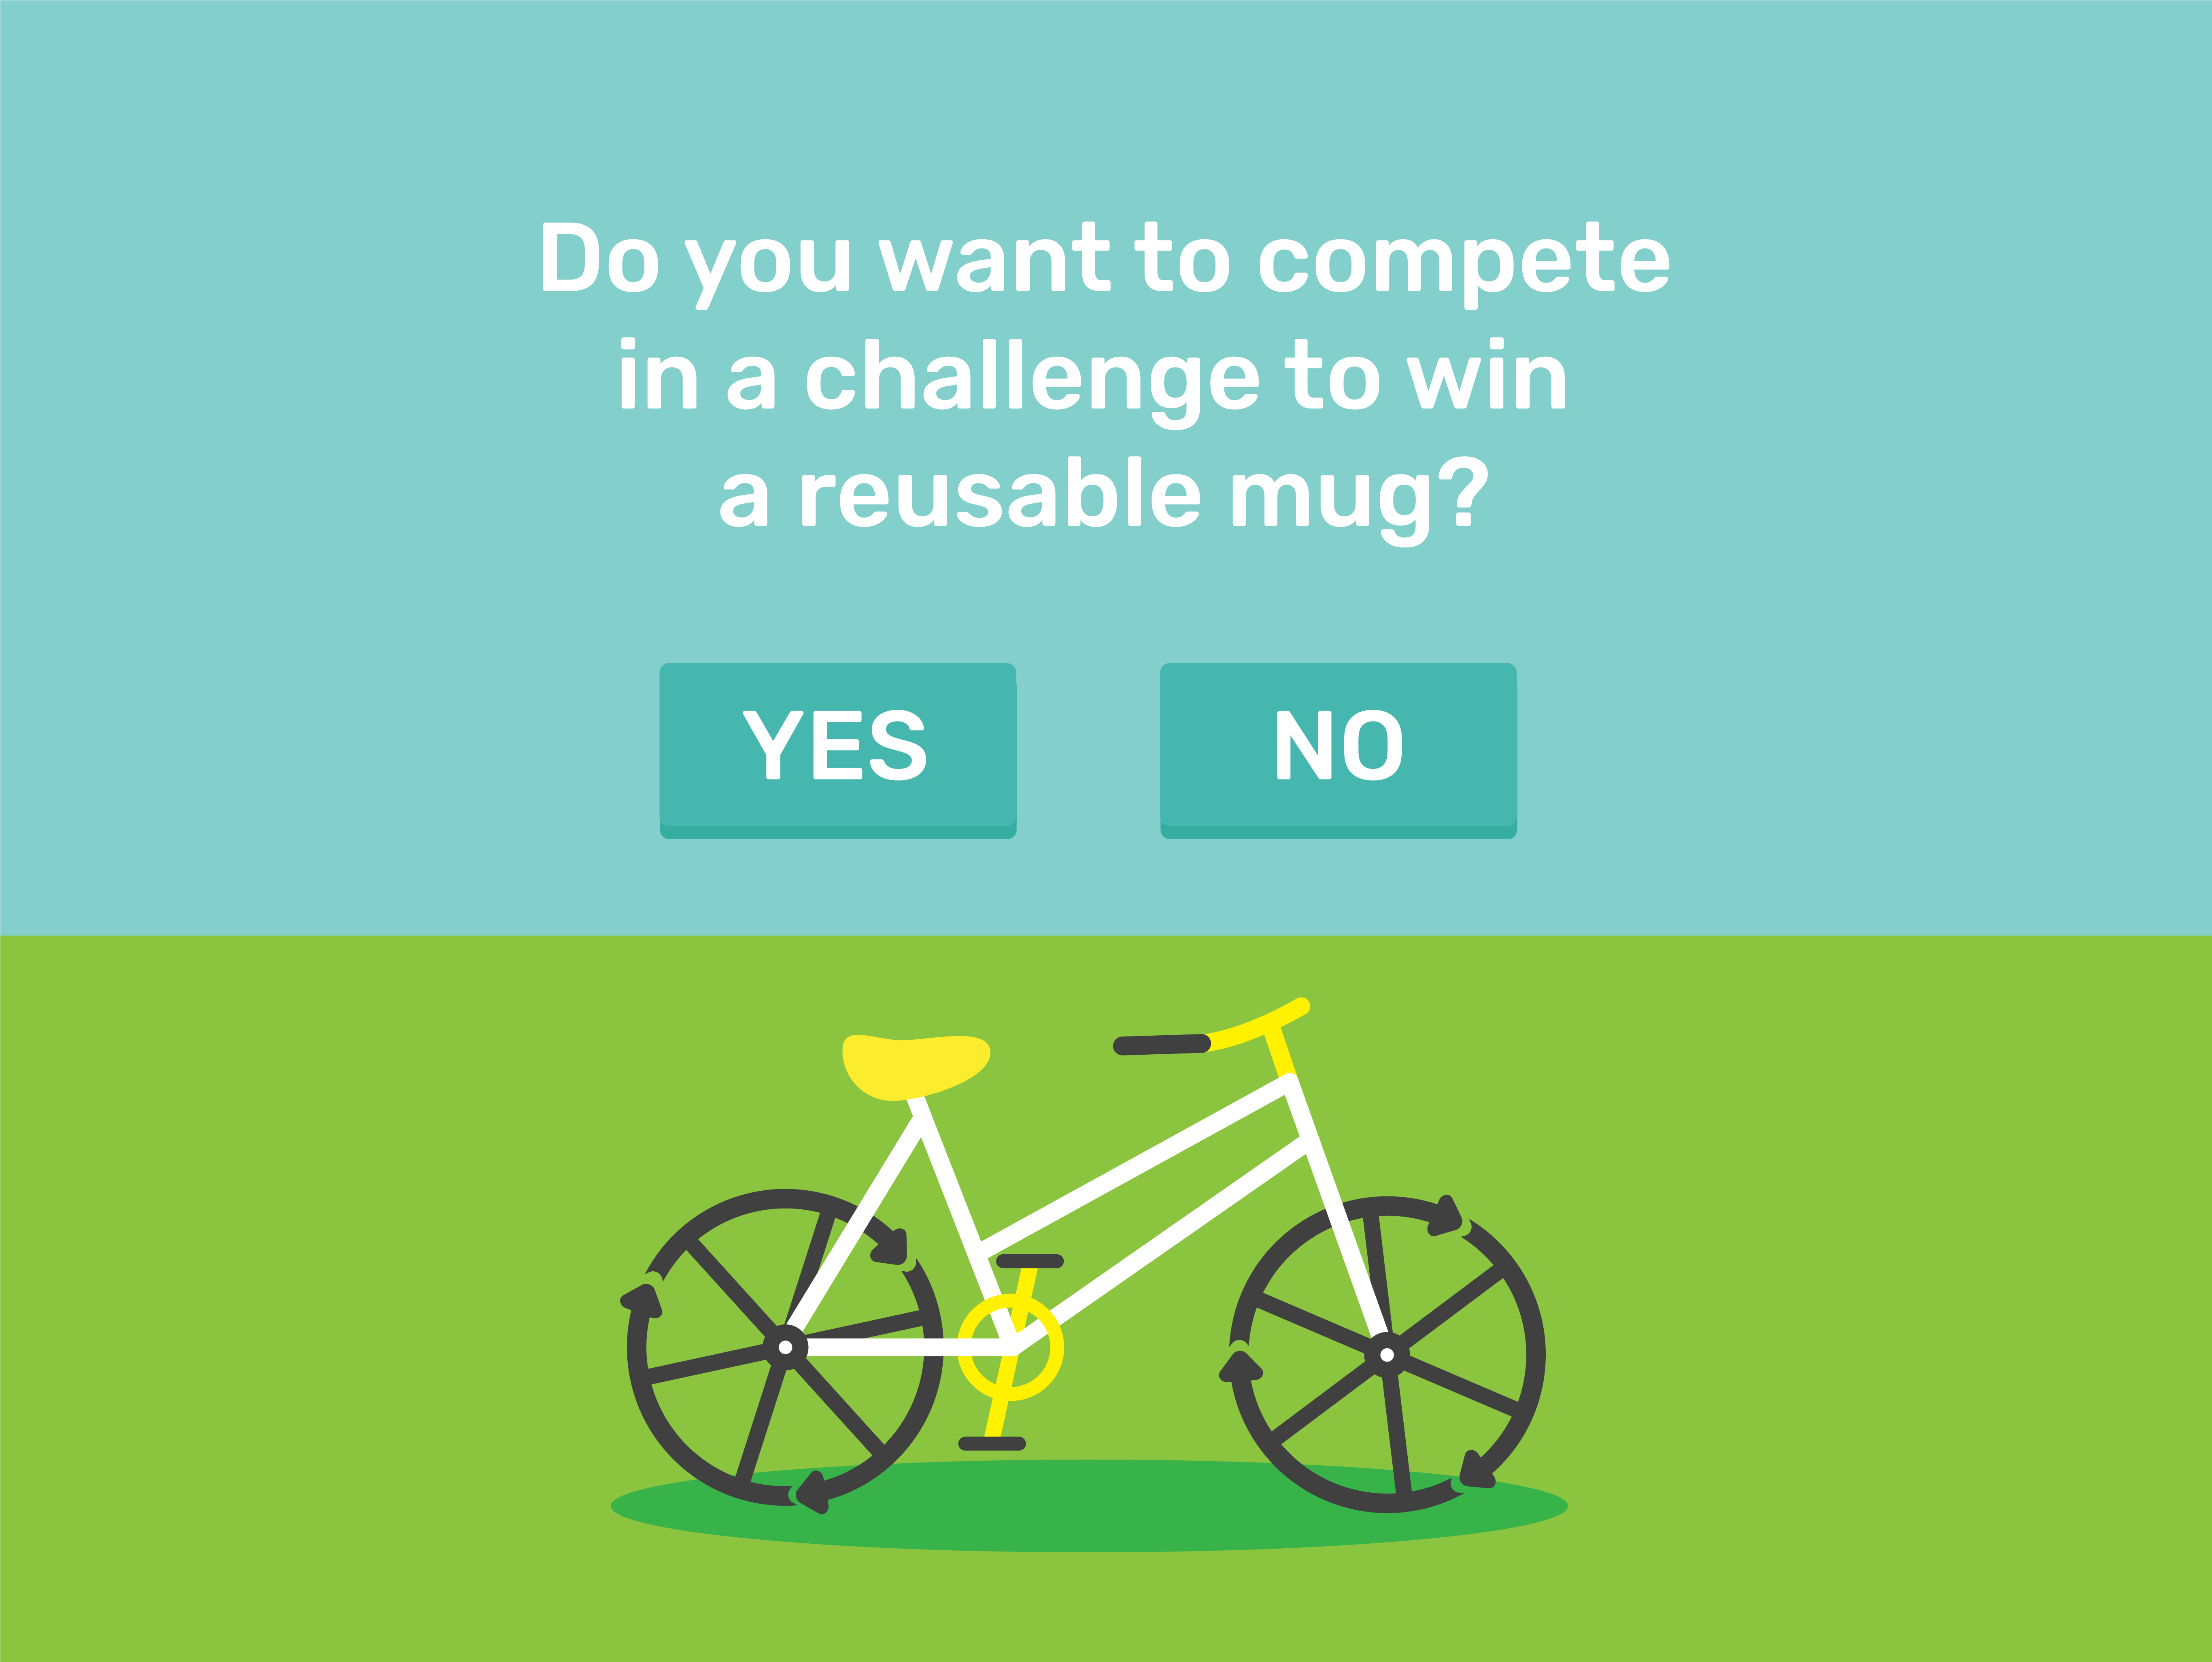 Do you want to compete
in a challenge to win
a reusable mug?
YES
NO